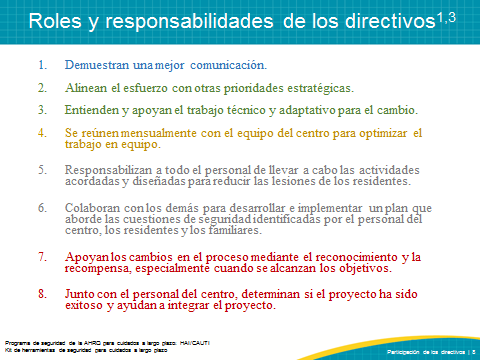 Roles y responsabilidades de los directivos1,3
1. Demuestran una mejor comunicación.
2. Alinean el esfuerzo con otras prioridades estratégicas.
3. Entienden y apoyan el trabajo técnico y adaptativo para el cambio.
4. Se reúnen mensualmente con el equipo del centro para optimizar el
trabajo en equipo.
5. Responsabilizan a todo el personal de llevar a cabo las actividades
acordadas y diseñadas para reducir las lesiones de los residentes.
6. Colaboran con los demás para desarrollar e implementar un plan que
aborde las cuestiones de seguridad identificadas por el personal del
centro, los residentes y los familiares.
7. Apoyan los cambios en el proceso mediante el reconocimiento y la
recompensa, especialmente cuando se alcanzan los objetivos.
8. Junto con el personal del centro, determinan si el proyecto ha sido
exitoso y ayudan a integrar el proyecto.
Programa de seguridad de la AHRQ para cuidados a largo plazo: HAI/CAUTI
Kit de herramientas de seguridad para cuidados a largo plazo
Participación de los directivos | 8